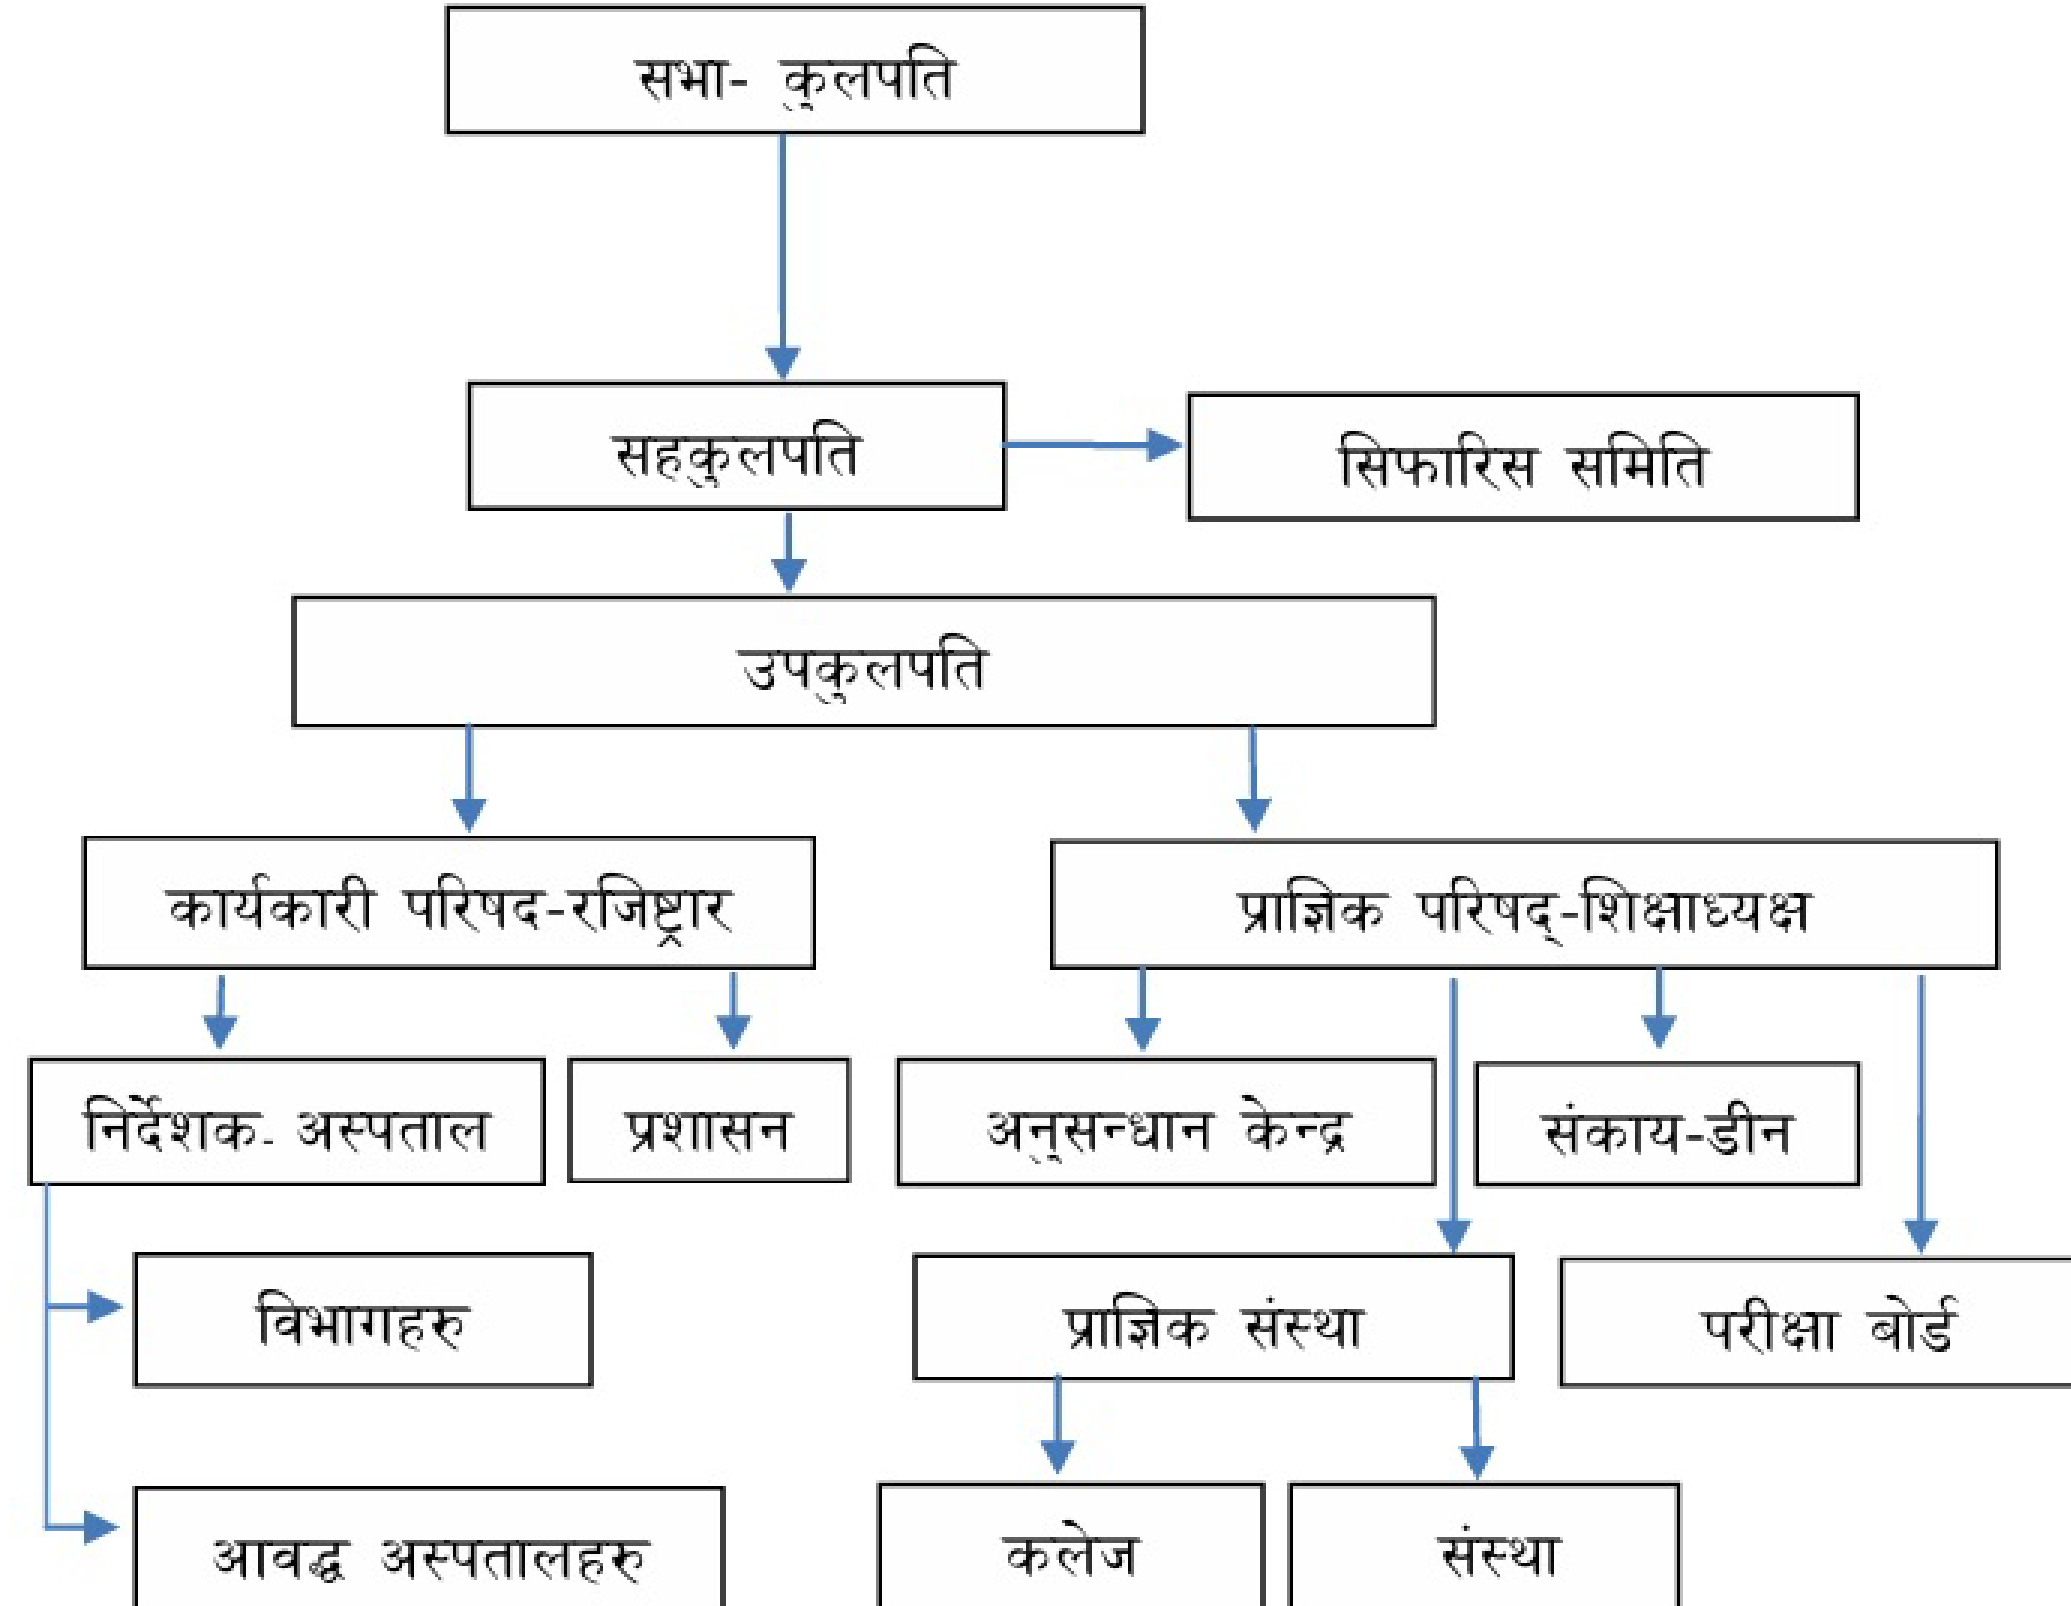 सभा- कुलपति
सहकुलपति
सिफारिस समिति
उपकुलपति
कार्यकारी परिषद-रजिष्ट्रार
प्राज्ञिक परिषद्-शिक्षाध्यक्ष
निर्देशक- अस्पताल
प्रशासन
अनुसन्धान केन्द्र
संकाय-डीन
विभागहरु
प्राज्ञिक संस्था
परीक्षा बोर्ड
आवद्ध अस्पतालहरु
कलेज
संस्था